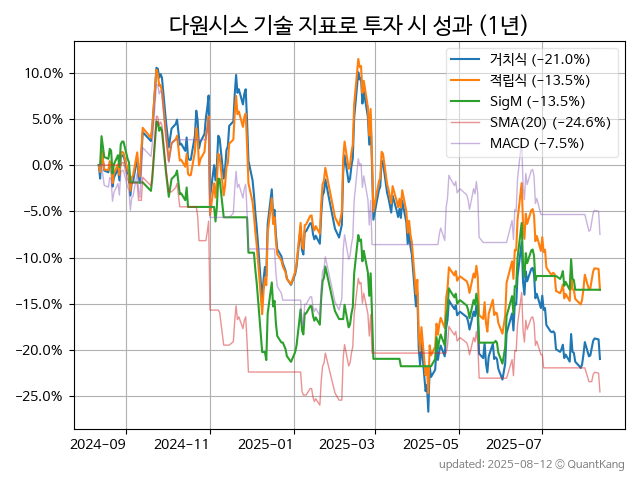 다원시스 기술 지표로 투자 시 성과 (1년)
거치식 (−21.0%)
적립식 (−13.5%)
SigM (−13.5%)
SMA(20) (−24.6%)
MACD (−7.5%)
10.0%
5.0%
0.0%
−5.0%
−10.0%
−15.0%
−20.0%
−25.0%
2024-09 2024-11 2025-01 2025-03 2025-05 2025-07
updated: 2025-08-12 © QuantKang